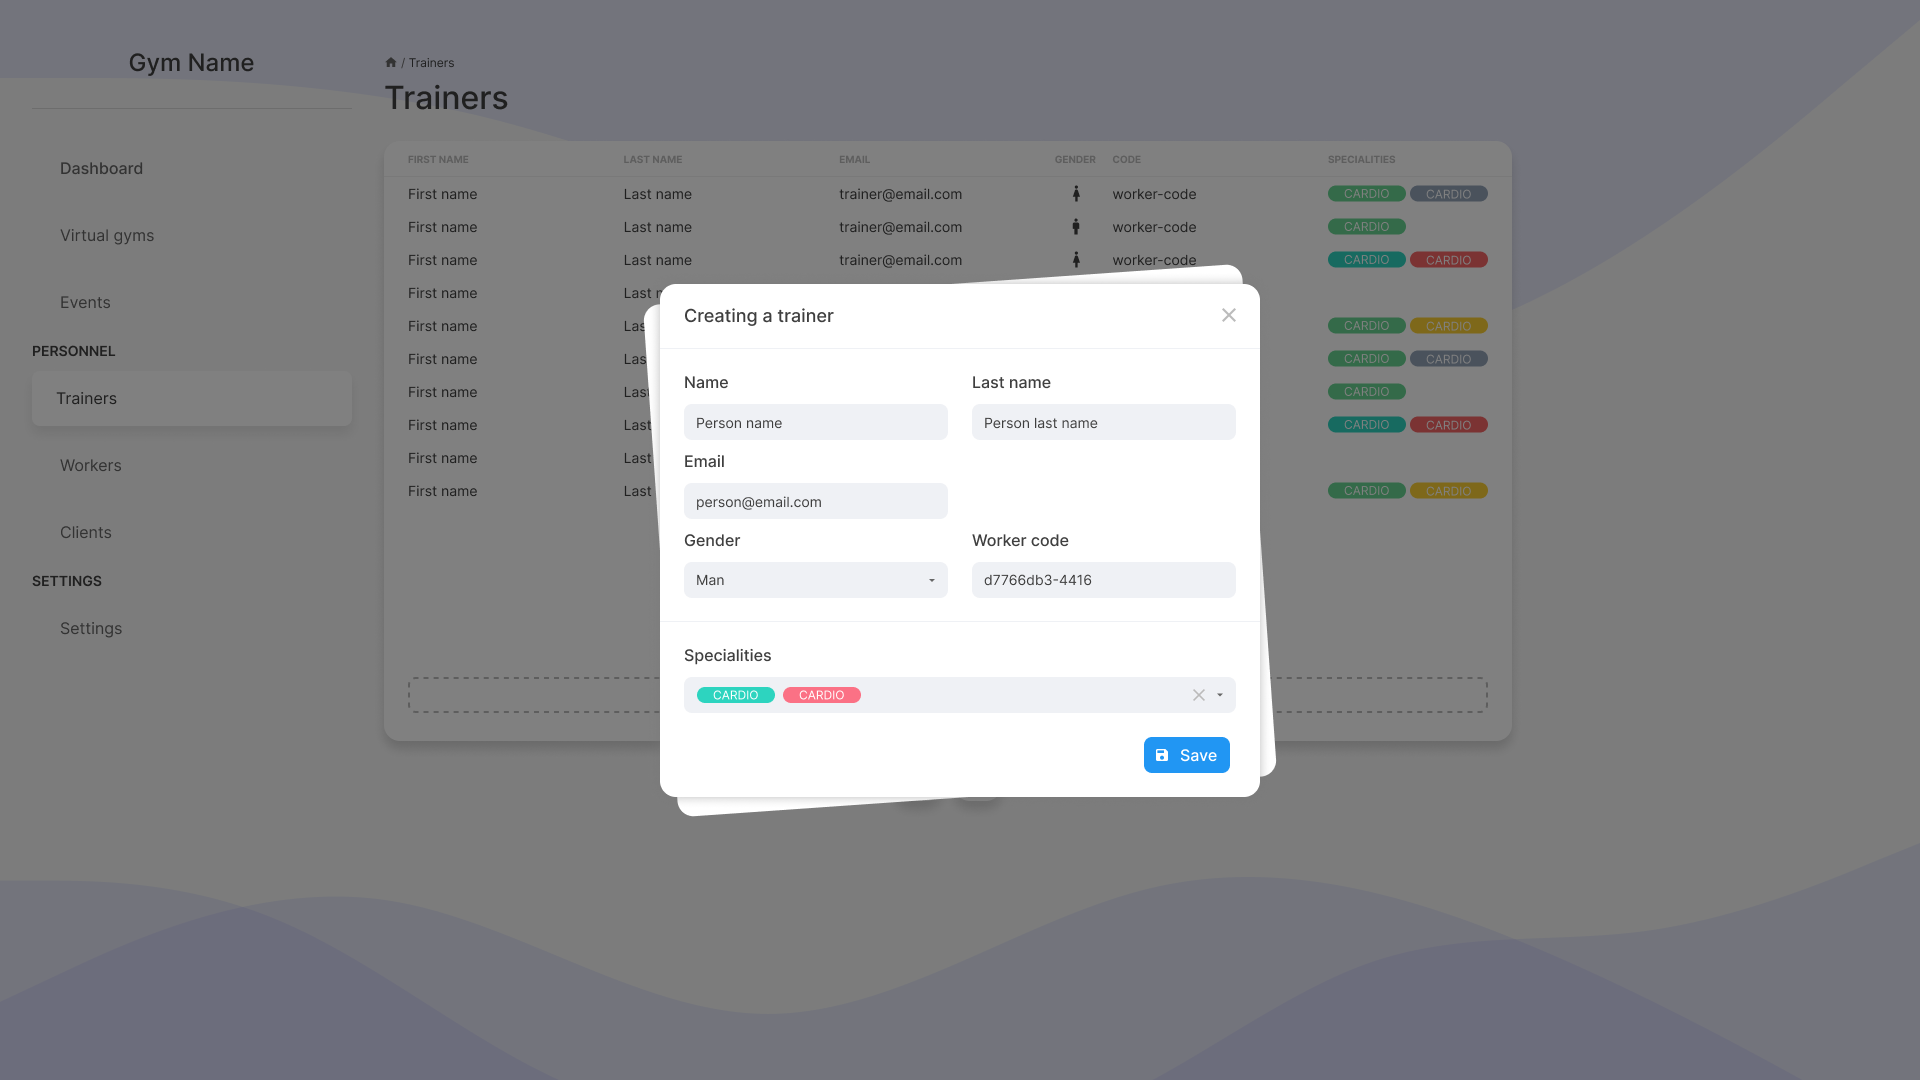 Gym Name
Dashboard
Virtual gyms
Events
PERSONNEL
Trainers
Workers
Clients
SETTINGS
Settings
/ Trainers
Trainers
FIRST NAME LAST NAME EMAIL GENDER CODE SPECIALITIES
First name Last name trainer@email.com worker-code CARDIO CARDIO
First name Last name trainer@email.com worker-code CARDIO
First name Last name trainer@email.com worker-code CARDIO CARDIO
First name Last
First name Las CARDIO CARDIO
First name Las CARDIO CARDIO
First name Las CARDIO
First name Last CARDIO CARDIO
First name Last
First name Last CARDIO CARDIO
Creating a trainer
Name Last name
Person name Person last name
Email
person@email.com
Gender Worker code
Man d7766db3-4416
Specialities
CARDIO CARDIO
Save